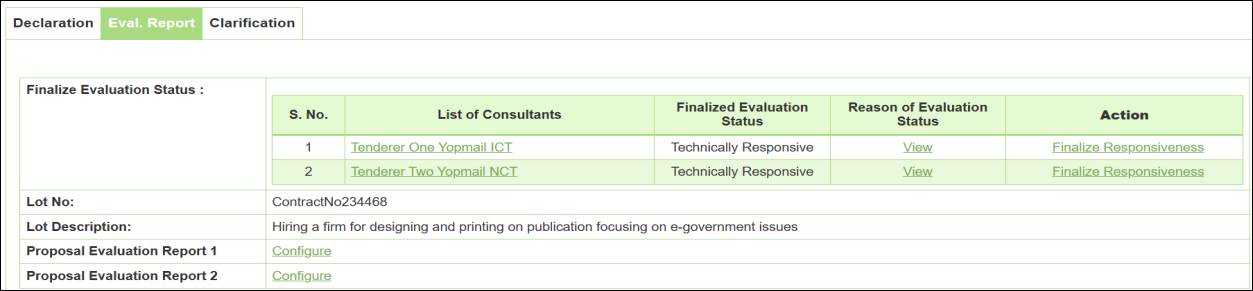 Declaration Eval. Report Clarification
Finalize Evaluation Status :
S. No. List of Consultants Finalized Evaluation Status Reason of Evaluation Status Action
1 Tenderer One Yopmail ICT Technically Responsive View Finalize Responsiveness
2 Tenderer Two Yopmail NCT Technically Responsive View Finalize Responsiveness
Lot No: ContractNo234468
Lot Description: Hiring a firm for designing and printing on publication focusing on e-government issues
Proposal Evaluation Report 1 Configure
Proposal Evaluation Report 2 Configure